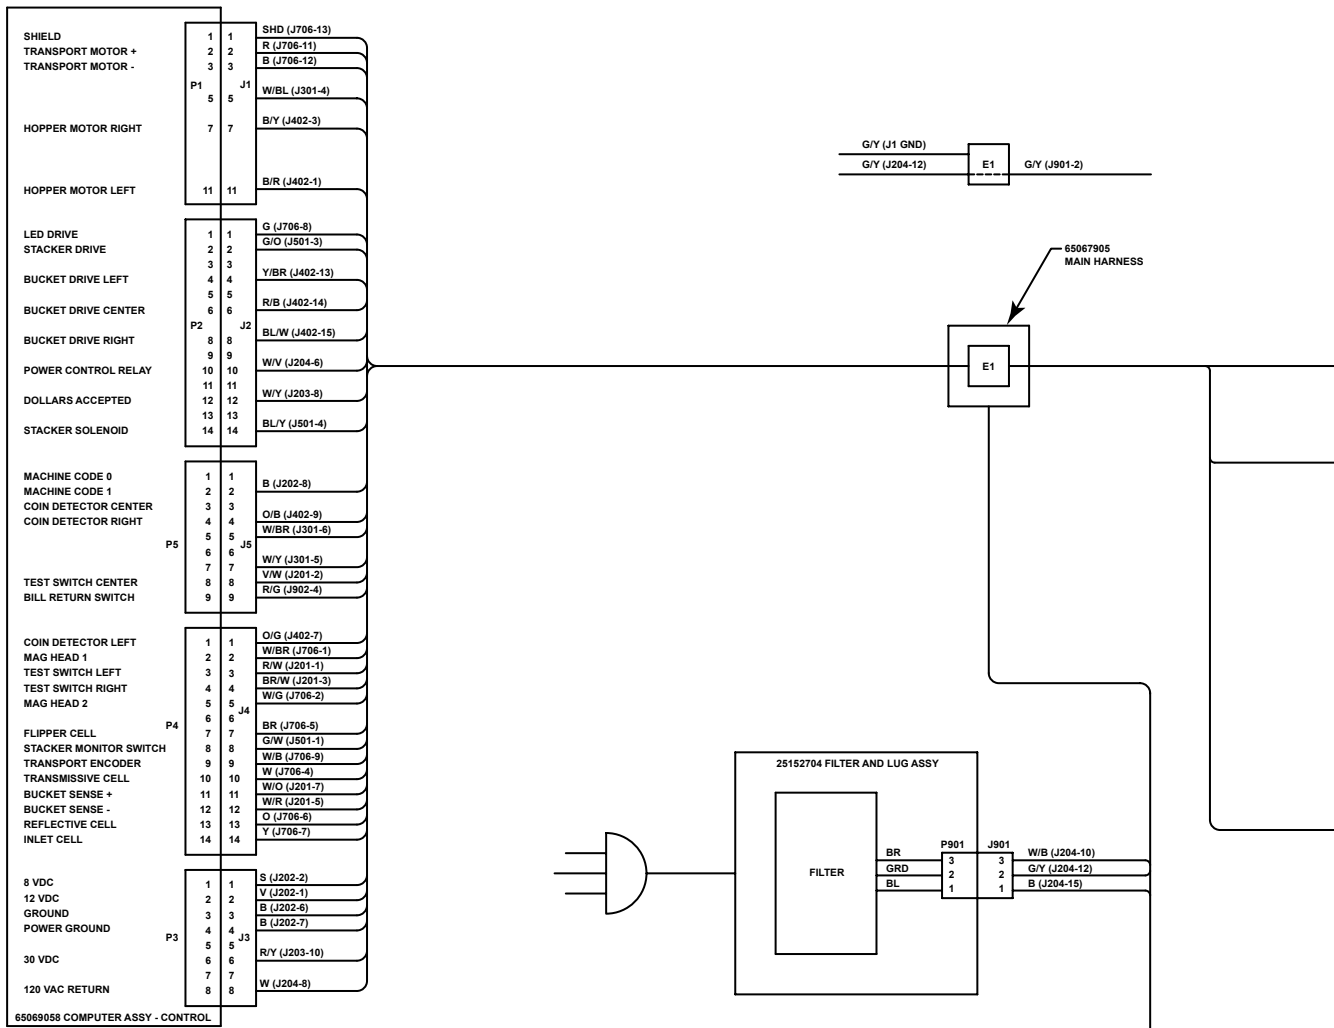 SHIELD 1 1 SHD (J706-13)
TRANSPORT MOTOR + 2 2 R (J706-11)
TRANSPORT MOTOR - 3 3 B (J706-12)
P1 J1
5 5 W/BL (J301-4)
HOPPER MOTOR RIGHT 7 7 B/Y (J402-3)
HOPPER MOTOR LEFT 11 11 B/R (J402-1)
LED DRIVE 1 1 G (J706-8)
STACKER DRIVE 2 2 G/O (J501-3)
3 3
BUCKET DRIVE LEFT 4 4 Y/BR (J402-13)
5 5
BUCKET DRIVE CENTER 6 6 R/B (J402-14)
P2 J2
BUCKET DRIVE RIGHT 8 8 BL/W (J402-15)
9 9
POWER CONTROL RELAY 10 10 W/V (J204-6)
11 11
DOLLARS ACCEPTED 12 12 W/Y (J203-8)
13 13
STACKER SOLENOID 14 14 BL/Y (J501-4)
MACHINE CODE 0 1 1
MACHINE CODE 1 2 2 B (J202-8)
COIN DETECTOR CENTER 3 3
COIN DETECTOR RIGHT 4 4 O/B (J402-9)
5 5 W/BR (J301-6)
P5 J5
6 6
7 7 W/Y (J301-5)
TEST SWITCH CENTER 8 8 V/W (J201-2)
BILL RETURN SWITCH 9 9 R/G (J902-4)
COIN DETECTOR LEFT 1 1 O/G (J402-7)
MAG HEAD 1 2 2 W/BR (J706-1)
TEST SWITCH LEFT 3 3 R/W (J201-1)
TEST SWITCH RIGHT 4 4 BR/W (J201-3)
MAG HEAD 2 5 5 W/G (J706-2)
J4
6 6
P4
FLIPPER CELL 7 7 BR (J706-5)
STACKER MONITOR SWITCH 8 8 G/W (J501-1)
TRANSPORT ENCODER 9 9 W/B (J706-9)
TRANSMISSIVE CELL 10 10 W (J706-4)
BUCKET SENSE + 11 11 W/O (J201-7)
BUCKET SENSE - 12 12 W/R (J201-5)
REFLECTIVE CELL 13 13 O (J706-6)
INLET CELL 14 14 Y (J706-7)
8 VDC 1 1 S (J202-2)
12 VDC 2 2 V (J202-1)
GROUND 3 3 B (J202-6)
POWER GROUND 4 4 B (J202-7)
P3 J3
5 5
30 VDC 6 6 R/Y (J203-10)
7 7
120 VAC RETURN 8 8 W (J204-8)
65069058 COMPUTER ASSY - CONTROL
G/Y (J1 GND)
G/Y (J204-12) E1 G/Y (J901-2)
65067905
MAIN HARNESS
E1
25152704 FILTER AND LUG ASSY
FILTER
P901 J901
BR 3 3 W/B (J204-10)
GRD 2 2 G/Y (J204-12)
BL 1 1 B (J204-15)